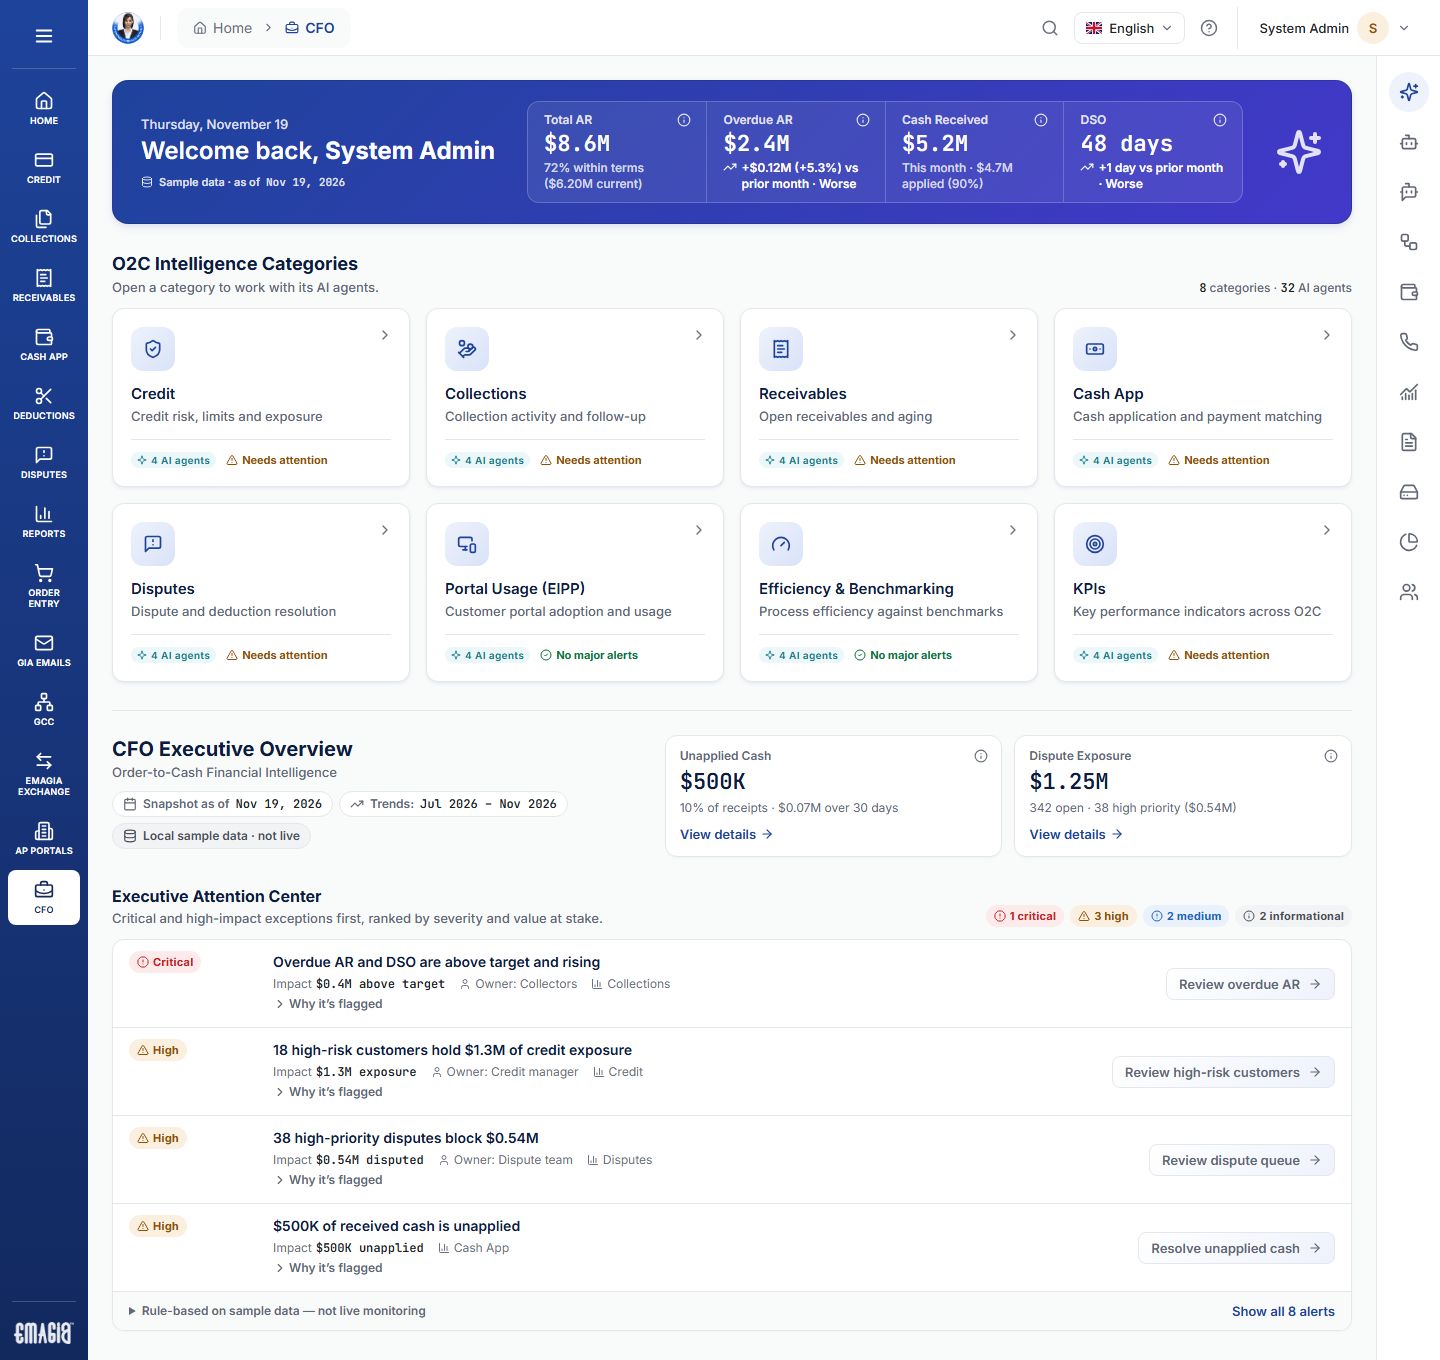 Home > CFO
English
System Admin
S
HOME
CREDIT
COLLECTIONS
RECEIVABLES
CASH APP
DEDUCTIONS
DISPUTES
REPORTS
ORDER
ENTRY
GIA EMAILS
GCC
EMAGIA
EXCHANGE
AP PORTALS
CFO
EMAGIA
Thursday, November 19
Welcome back, System Admin
Sample data · as of Nov 19, 2026
Total AR
$8.6M
72% within terms
($6.20M current)
Overdue AR
$2.4M
+$0.12M (+5.3%) vs
prior month · Worse
Cash Received
$5.2M
This month · $4.7M
applied (90%)
DSO
48 days
+1 day vs prior month
· Worse
O2C Intelligence Categories
Open a category to work with its AI agents.
8 categories · 32 AI agents
Credit
Credit risk, limits and exposure
4 AI agents
Needs attention
Collections
Collection activity and follow-up
4 AI agents
Needs attention
Receivables
Open receivables and aging
4 AI agents
Needs attention
Cash App
Cash application and payment matching
4 AI agents
Needs attention
Disputes
Dispute and deduction resolution
4 AI agents
Needs attention
Portal Usage (EIPP)
Customer portal adoption and usage
4 AI agents
No major alerts
Efficiency & Benchmarking
Process efficiency against benchmarks
4 AI agents
No major alerts
KPIs
Key performance indicators across O2C
4 AI agents
Needs attention
CFO Executive Overview
Order-to-Cash Financial Intelligence
Snapshot as of Nov 19, 2026
Trends: Jul 2026 – Nov 2026
Local sample data · not live
Unapplied Cash
$500K
10% of receipts · $0.07M over 30 days
View details →
Dispute Exposure
$1.25M
342 open · 38 high priority ($0.54M)
View details →
Executive Attention Center
Critical and high-impact exceptions first, ranked by severity and value at stake.
1 critical
3 high
2 medium
2 informational
Critical
Overdue AR and DSO are above target and rising
Impact $0.4M above target Owner: Collectors Collections
Why it's flagged
Review overdue AR →
High
18 high-risk customers hold $1.3M of credit exposure
Impact $1.3M exposure Owner: Credit manager Credit
Why it's flagged
Review high-risk customers →
High
38 high-priority disputes block $0.54M
Impact $0.54M disputed Owner: Dispute team Disputes
Why it's flagged
Review dispute queue →
High
$500K of received cash is unapplied
Impact $500K unapplied Cash App
Why it's flagged
Resolve unapplied cash →
Rule-based on sample data — not live monitoring
Show all 8 alerts